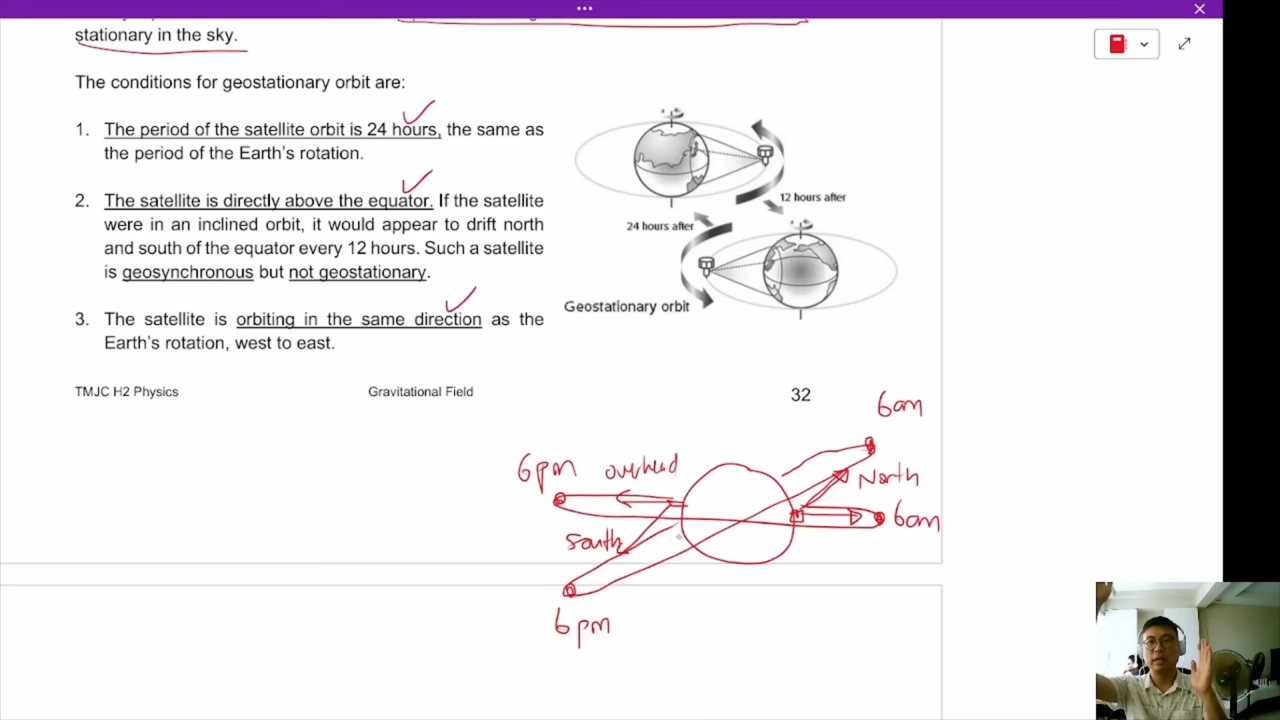 stationary in the sky.
The conditions for geostationary orbit are:
1. The period of the satellite orbit is 24 hours, the same as
the period of the Earth's rotation.
2. The satellite is directly above the equator. If the satellite
were in an inclined orbit, it would appear to drift north
and south of the equator every 12 hours. Such a satellite
is geosynchronous but not geostationary.
3. The satellite is orbiting in the same direction as the
Earth's rotation, west to east.
12 hours after
24 hours after
Geostationary orbit
TMJC H2 Physics Gravitational Field 32
6am
6pm overhead
North
6am
South
6pm